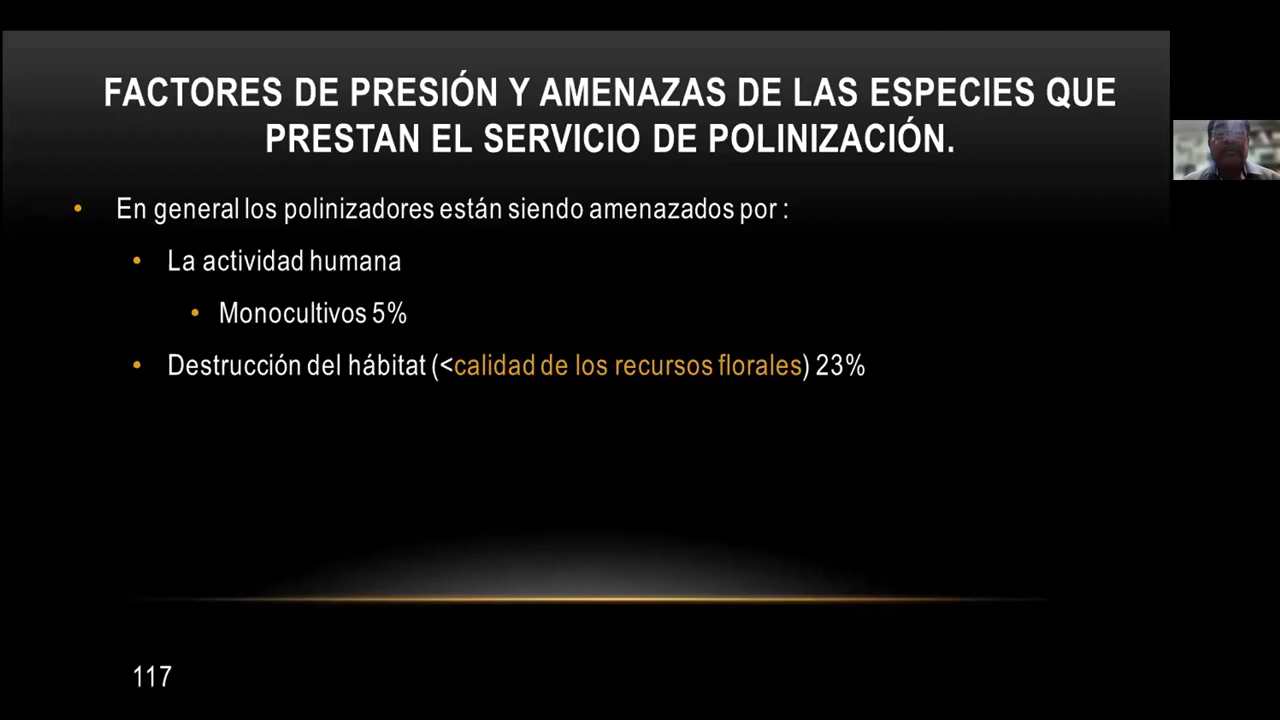 FACTORES DE PRESIÓN Y AMENAZAS DE LAS ESPECIES QUE
PRESTAN EL SERVICIO DE POLINIZACIÓN.
• En general los polinizadores están siendo amenazados por :
• La actividad humana
• Monocultivos 5%
• Destrucción del hábitat (<calidad de los recursos florales) 23%
117